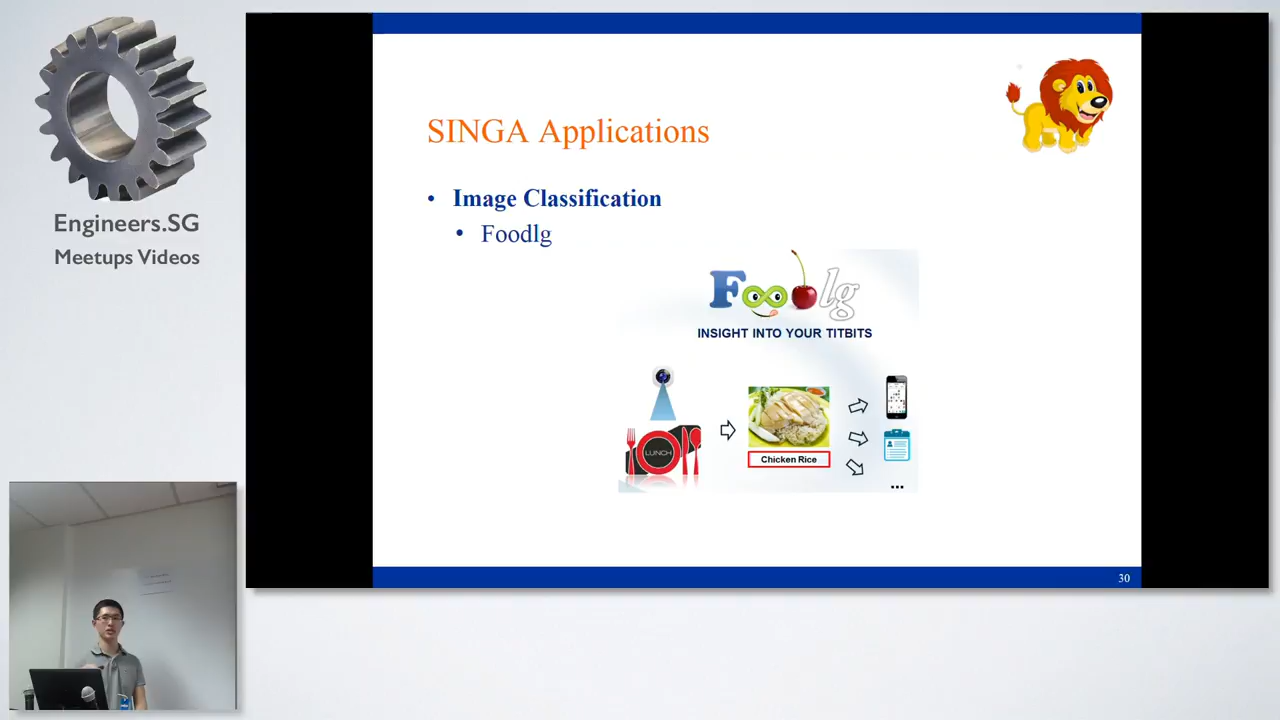 Engineers.SG
Meetups Videos
SINGA Applications
• Image Classification
• Foodlg
Foodlg
INSIGHT INTO YOUR TITBITS
LUNCH
Chicken Rice
...
30